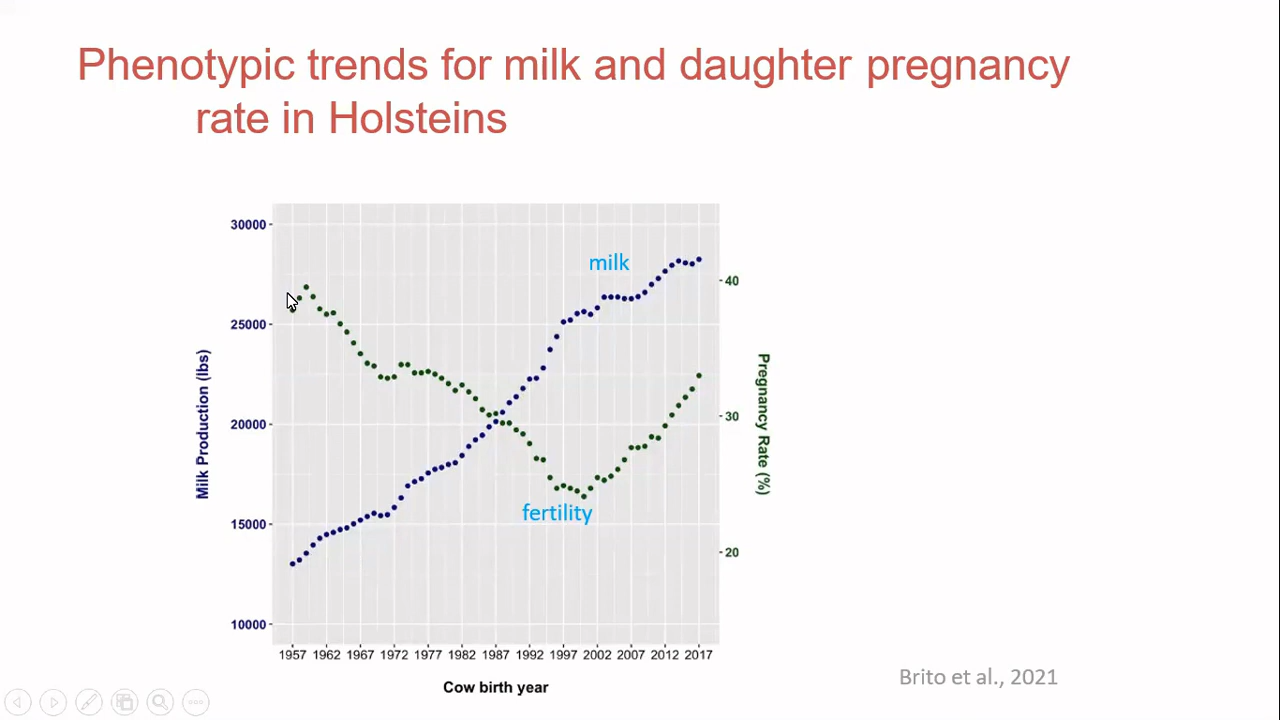 Phenotypic trends for milk and daughter pregnancy
rate in Holsteins
30000
25000
20000
15000
10000
Milk Production (lbs)
milk
fertility
40
30
20
Pregnancy Rate (%)
1957 1962 1967 1972 1977 1982 1987 1992 1997 2002 2007 2012 2017
Cow birth year
Brito et al., 2021